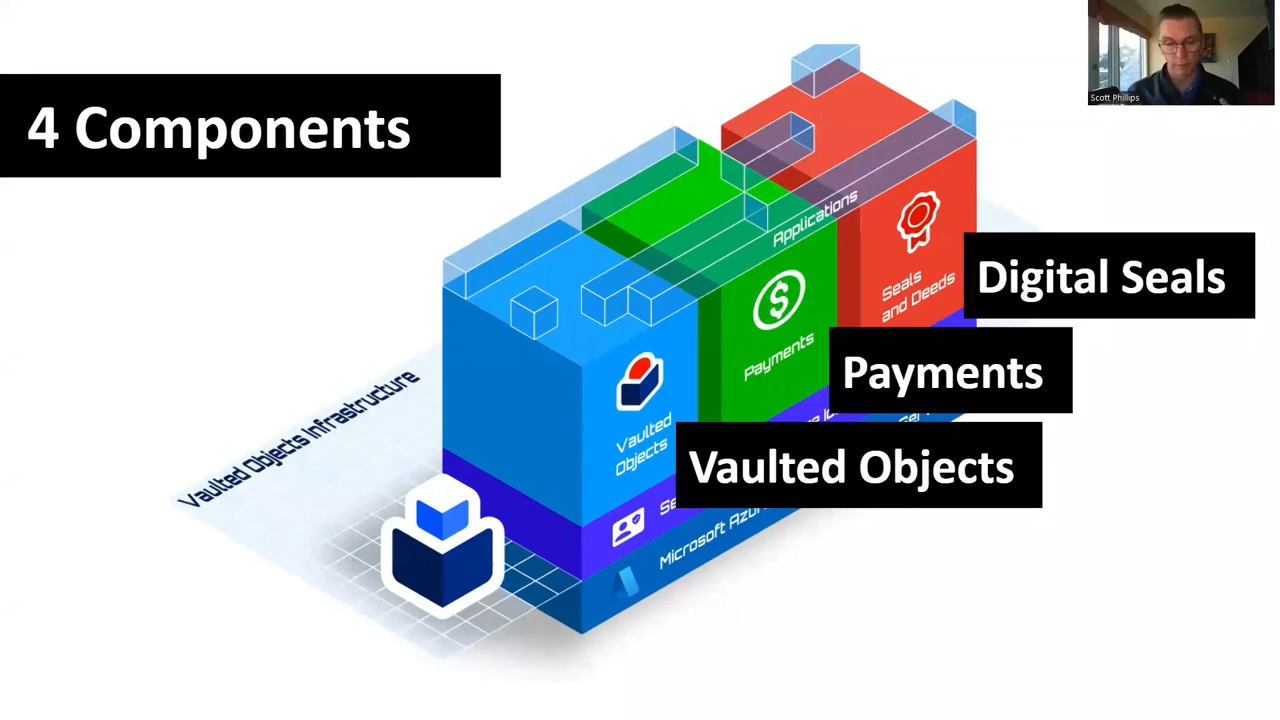 4 Components
Scott Phillips
Applications
Seals
and Deeds
Digital Seals
Payments
Payments
Vaulted
Objects
Vaulted Objects
Vaulted Objects Infrastructure
Microsoft Azur